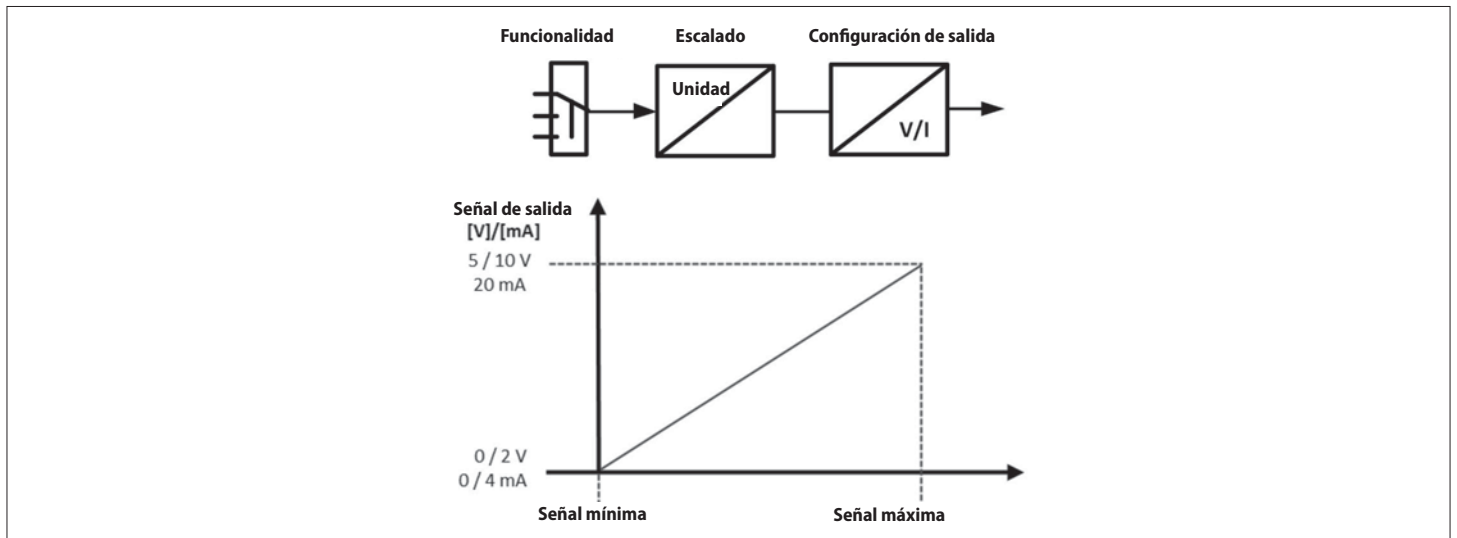 Funcionalidad
Escalado
Configuración de salida
Unidad
V/I
Señal de salida
[V]/[mA]
5 / 10 V
20 mA
0 / 2 V
0 / 4 mA
Señal mínima
Señal máxima